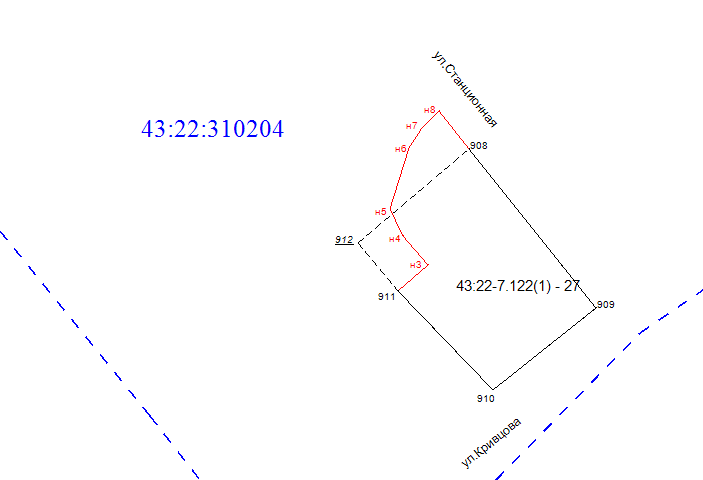 ул.Станционная
н8
43:22:310204
н7
н6
908
н5
912
н4
н3
43:22-7.122(1) - 27
911
909
910
ул.Кривцова